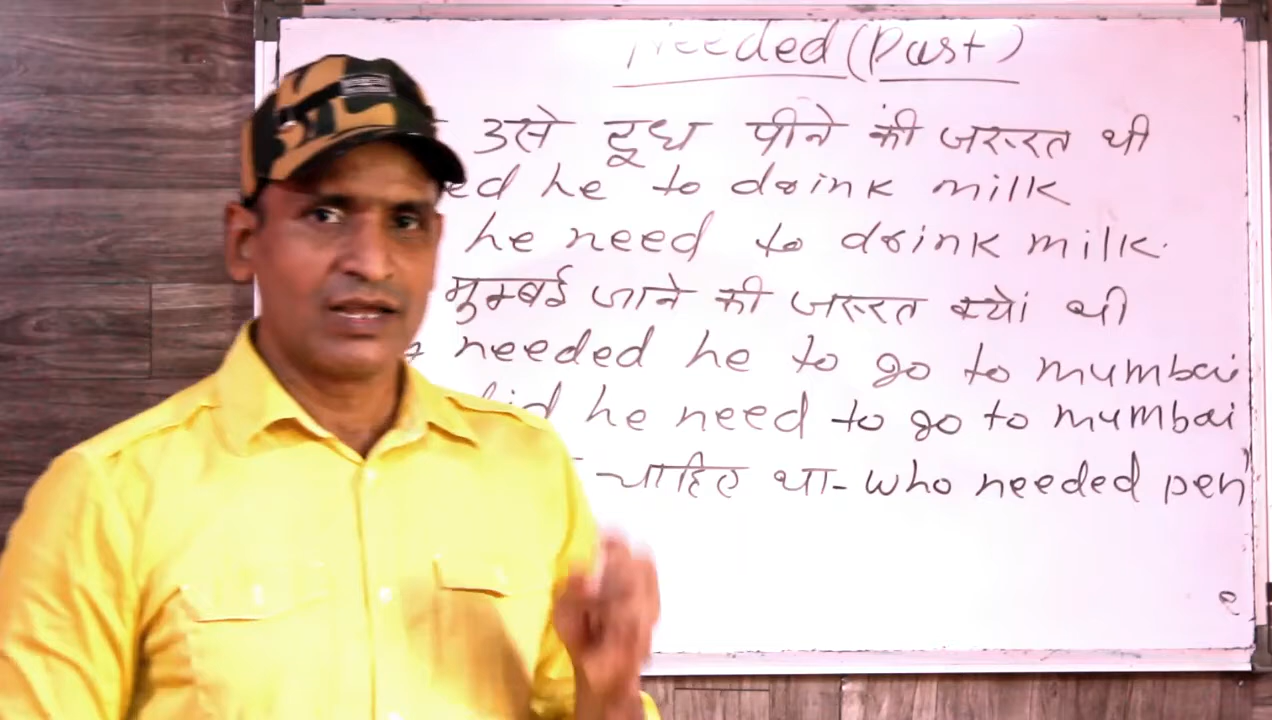 Needed (Past)
उसे दूध पीने की जरूरत थी
he to drink milk
he need to drink milk.
मुम्बई जाने की जरूरत क्यों थी
needed he to go to mumbai
did he need to go to mumbai
चाहिए था - who needed pen